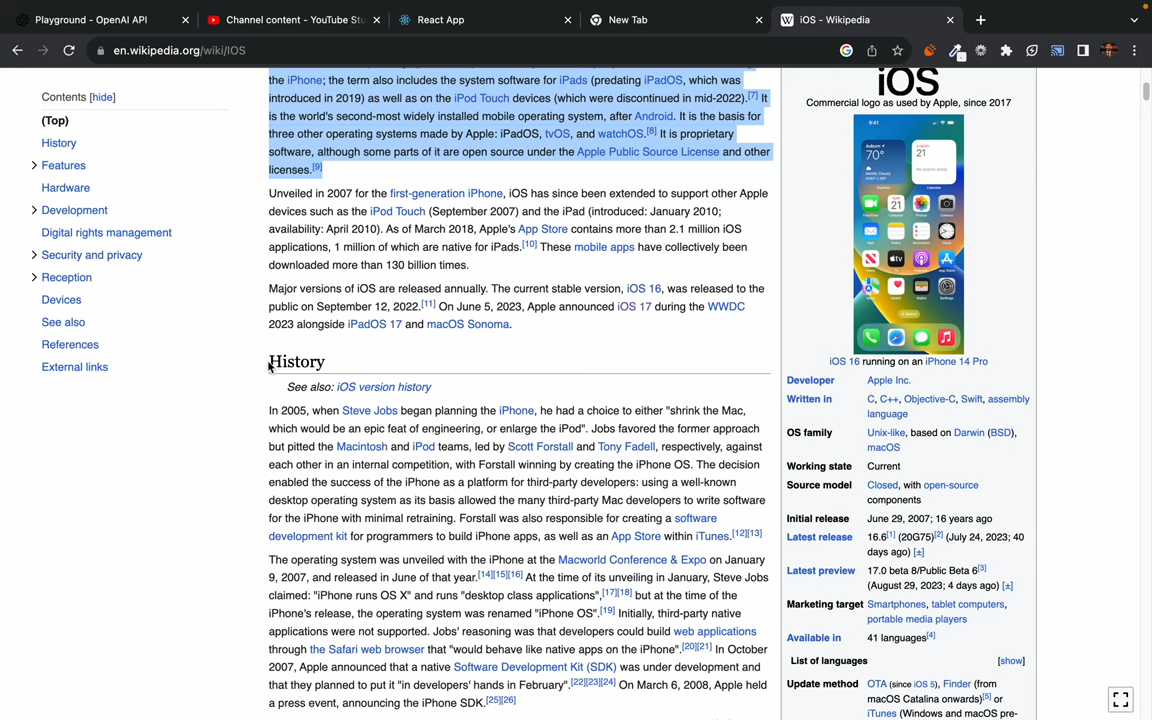 Playground - OpenAI API
Channel content - YouTube Stu
React App
New Tab
iOS - Wikipedia
en.wikipedia.org/wiki/IOS
Contents [hide]
(Top)
History
Features
Hardware
Development
Digital rights management
Security and privacy
Reception
Devices
See also
References
External links
the iPhone; the term also includes the system software for iPads (predating iPadOS, which was
introduced in 2019) as well as on the iPod Touch devices (which were discontinued in mid-2022).[7] It
is the world's second-most widely installed mobile operating system, after Android. It is the basis for
three other operating systems made by Apple: iPadOS, tvOS, and watchOS.[8] It is proprietary
software, although some parts of it are open source under the Apple Public Source License and other
licenses.[9]
Unveiled in 2007 for the first-generation iPhone, iOS has since been extended to support other Apple
devices such as the iPod Touch (September 2007) and the iPad (introduced: January 2010;
availability: April 2010). As of March 2018, Apple's App Store contains more than 2.1 million iOS
applications, 1 million of which are native for iPads.[10] These mobile apps have collectively been
downloaded more than 130 billion times.
Major versions of iOS are released annually. The current stable version, iOS 16, was released to the
public on September 12, 2022.[11] On June 5, 2023, Apple announced iOS 17 during the WWDC
2023 alongside iPadOS 17 and macOS Sonoma.
History
See also: iOS version history
In 2005, when Steve Jobs began planning the iPhone, he had a choice to either "shrink the Mac,
which would be an epic feat of engineering, or enlarge the iPod". Jobs favored the former approach
but pitted the Macintosh and iPod teams, led by Scott Forstall and Tony Fadell, respectively, against
each other in an internal competition, with Forstall winning by creating the iPhone OS. The decision
enabled the success of the iPhone as a platform for third-party developers: using a well-known
desktop operating system as its basis allowed the many third-party Mac developers to write software
for the iPhone with minimal retraining. Forstall was also responsible for creating a software
development kit for programmers to build iPhone apps, as well as an App Store within iTunes.[12][13]
The operating system was unveiled with the iPhone at the Macworld Conference & Expo on January
9, 2007, and released in June of that year.[14][15][16] At the time of its unveiling in January, Steve Jobs
claimed: "iPhone runs OS X" and runs "desktop class applications",[17][18] but at the time of the
iPhone's release, the operating system was renamed "iPhone OS".[19] Initially, third-party native
applications were not supported. Jobs' reasoning was that developers could build web applications
through the Safari web browser that "would behave like native apps on the iPhone".[20][21] In October
2007, Apple announced that a native Software Development Kit (SDK) was under development and
that they planned to put it "in developers' hands in February".[22][23][24] On March 6, 2008, Apple held
a press event, announcing the iPhone SDK.[25][26]
iOS
Commercial logo as used by Apple, since 2017
9:41
70°
21
iOS 16 running on an iPhone 14 Pro
Developer Apple Inc.
Written in C, C++, Objective-C, Swift, assembly
language
OS family Unix-like, based on Darwin (BSD),
macOS
Working state Current
Source model Closed, with open-source
components
Initial release June 29, 2007; 16 years ago
Latest release 16.6[1] (20G75)[2] (July 24, 2023; 40
days ago) [±]
Latest preview 17.0 beta 8/Public Beta 6[3]
(August 29, 2023; 4 days ago) [±]
Marketing target Smartphones, tablet computers,
portable media players
Available in 41 languages[4]
List of languages [show]
Update method OTA (since iOS 5), Finder (from
macOS Catalina onwards)[5] or
iTunes (Windows and macOS pre-